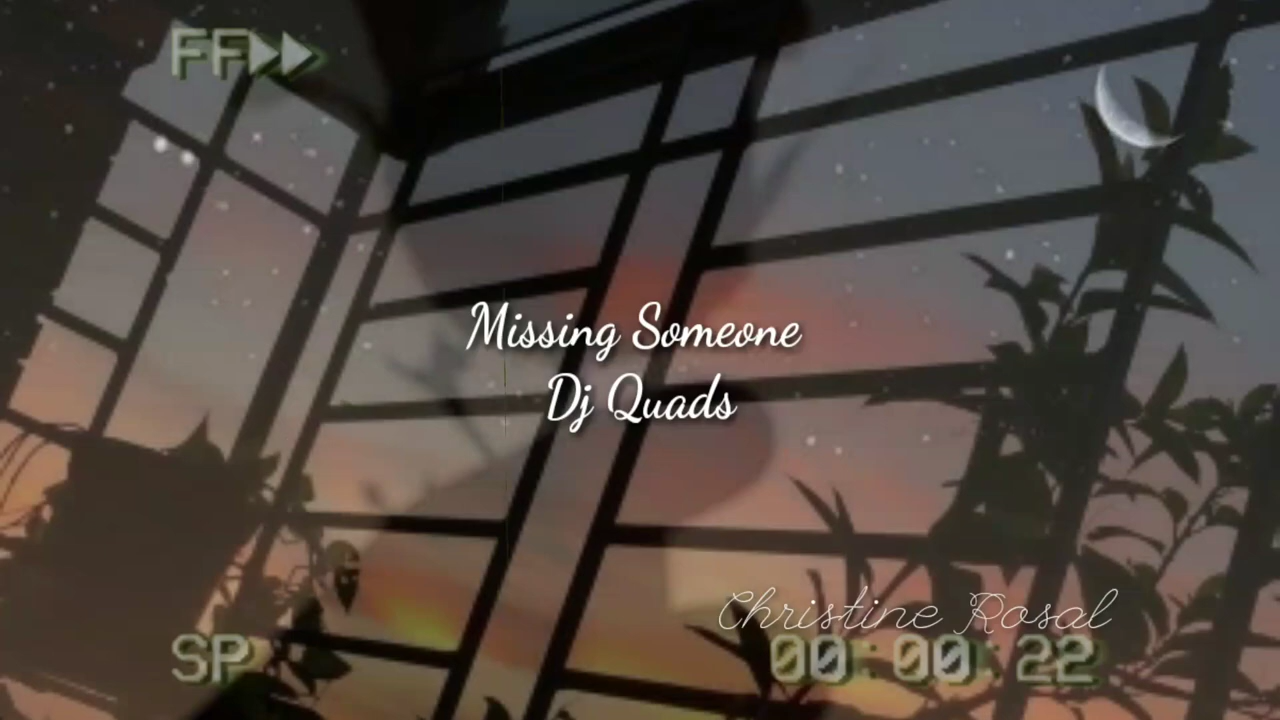 FF
Missing Someone
Dj Quads
Christine Rosal
SP
00:00:22